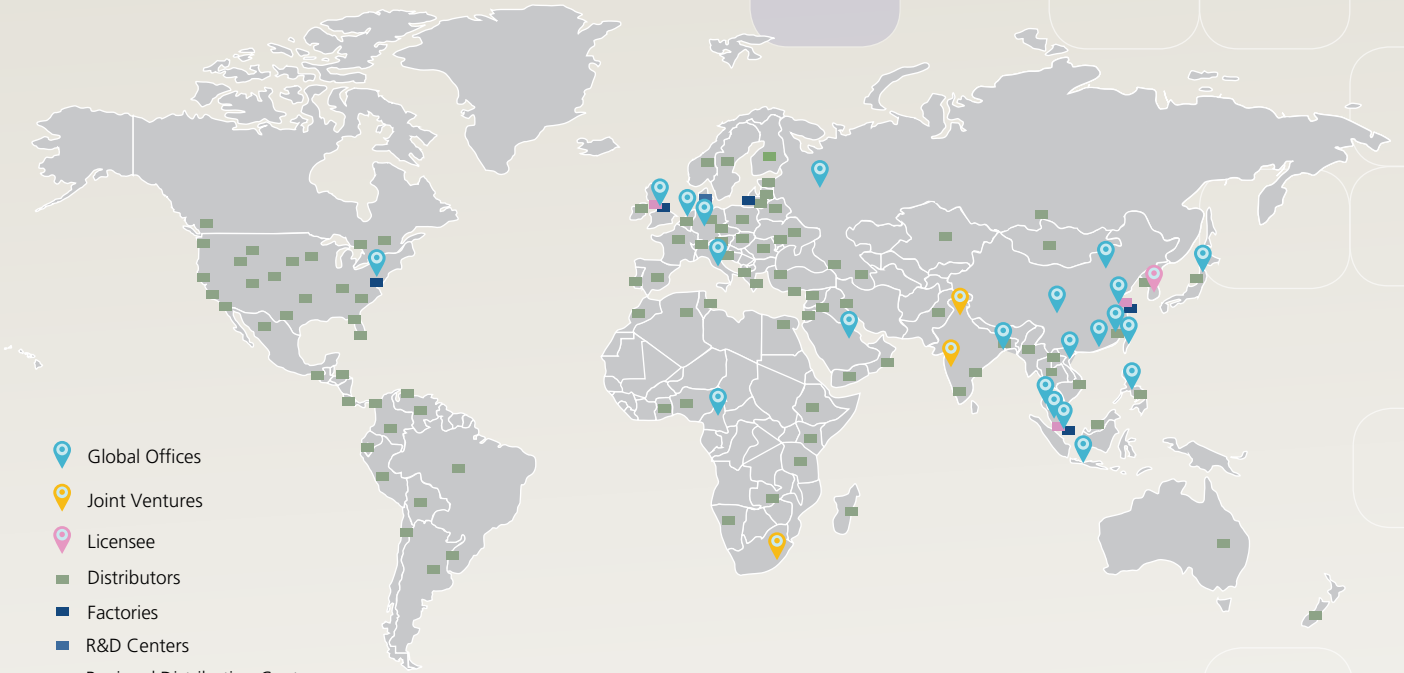 Global Offices
Joint Ventures
Licensee
Distributors
Factories
R&D Centers